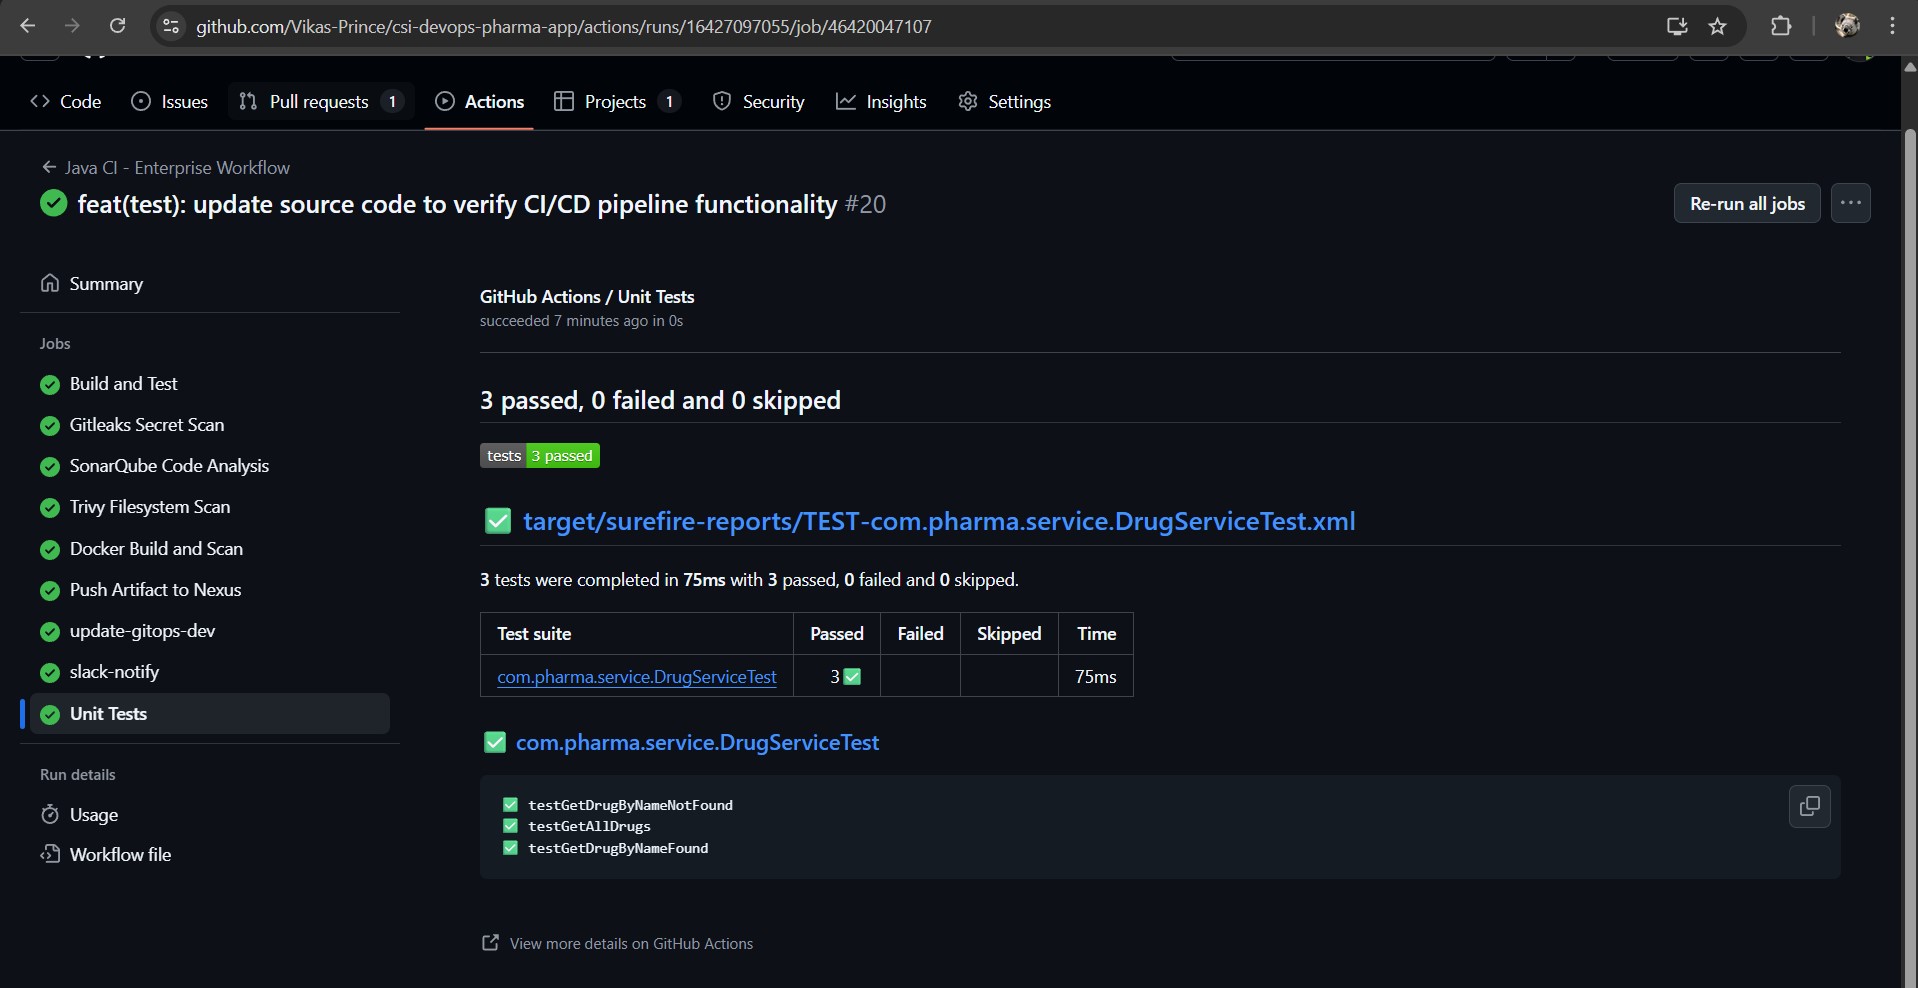 github.com/Vikas-Prince/csi-devops-pharma-app/actions/runs/16427097055/job/46420047107
Code Issues Pull requests 1 Actions Projects 1 Security Insights Settings
Java CI - Enterprise Workflow
feat(test): update source code to verify CI/CD pipeline functionality #20
Re-run all jobs
Summary
Jobs
Build and Test
Gitleaks Secret Scan
SonarQube Code Analysis
Trivy Filesystem Scan
Docker Build and Scan
Push Artifact to Nexus
update-gitops-dev
slack-notify
Unit Tests
Run details
Usage
Workflow file
GitHub Actions / Unit Tests
succeeded 7 minutes ago in 0s
3 passed, 0 failed and 0 skipped
tests 3 passed
target/surefire-reports/TEST-com.pharma.service.DrugServiceTest.xml
3 tests were completed in 75ms with 3 passed, 0 failed and 0 skipped.
Test suite Passed Failed Skipped Time
com.pharma.service.DrugServiceTest 3 75ms
com.pharma.service.DrugServiceTest
testGetDrugByNameNotFound
testGetAllDrugs
testGetDrugByNameFound
View more details on GitHub Actions